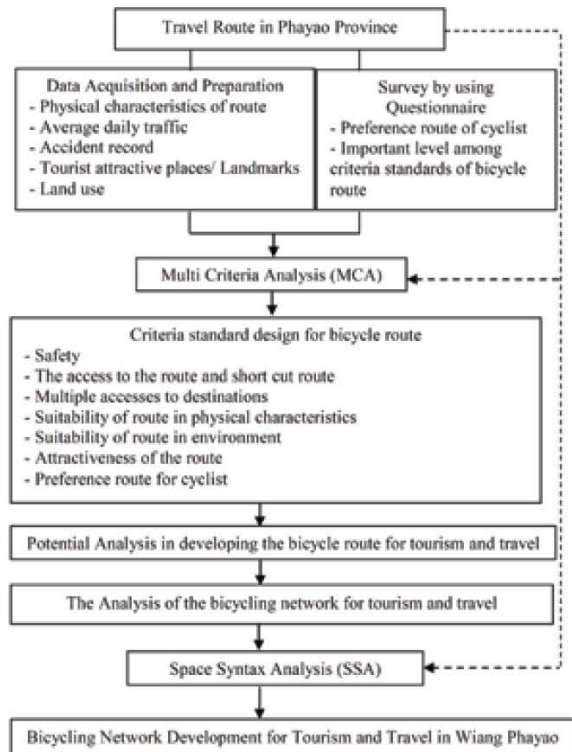 Travel Route in Phayao Province
Data Acquisition and Preparation
- Physical characteristics of route
- Average daily traffic
- Accident record
- Tourist attractive places/ Landmarks
- Land use
Survey by using
Questionnaire
- Preference route of cyclist
- Important level among
criteria standards of bicycle
route
Multi Criteria Analysis (MCA)
Criteria standard design for bicycle route
- Safety
- The access to the route and short cut route
- Multiple accesses to destinations
- Suitability of route in physical characteristics
- Suitability of route in environment
- Attractiveness of the route
- Preference route for cyclist
Potential Analysis in developing the bicycle route for tourism and travel
The Analysis of the bicycling network for tourism and travel
Space Syntax Analysis (SSA)
Bicycling Network Development for Tourism and Travel in Wiang Phayao